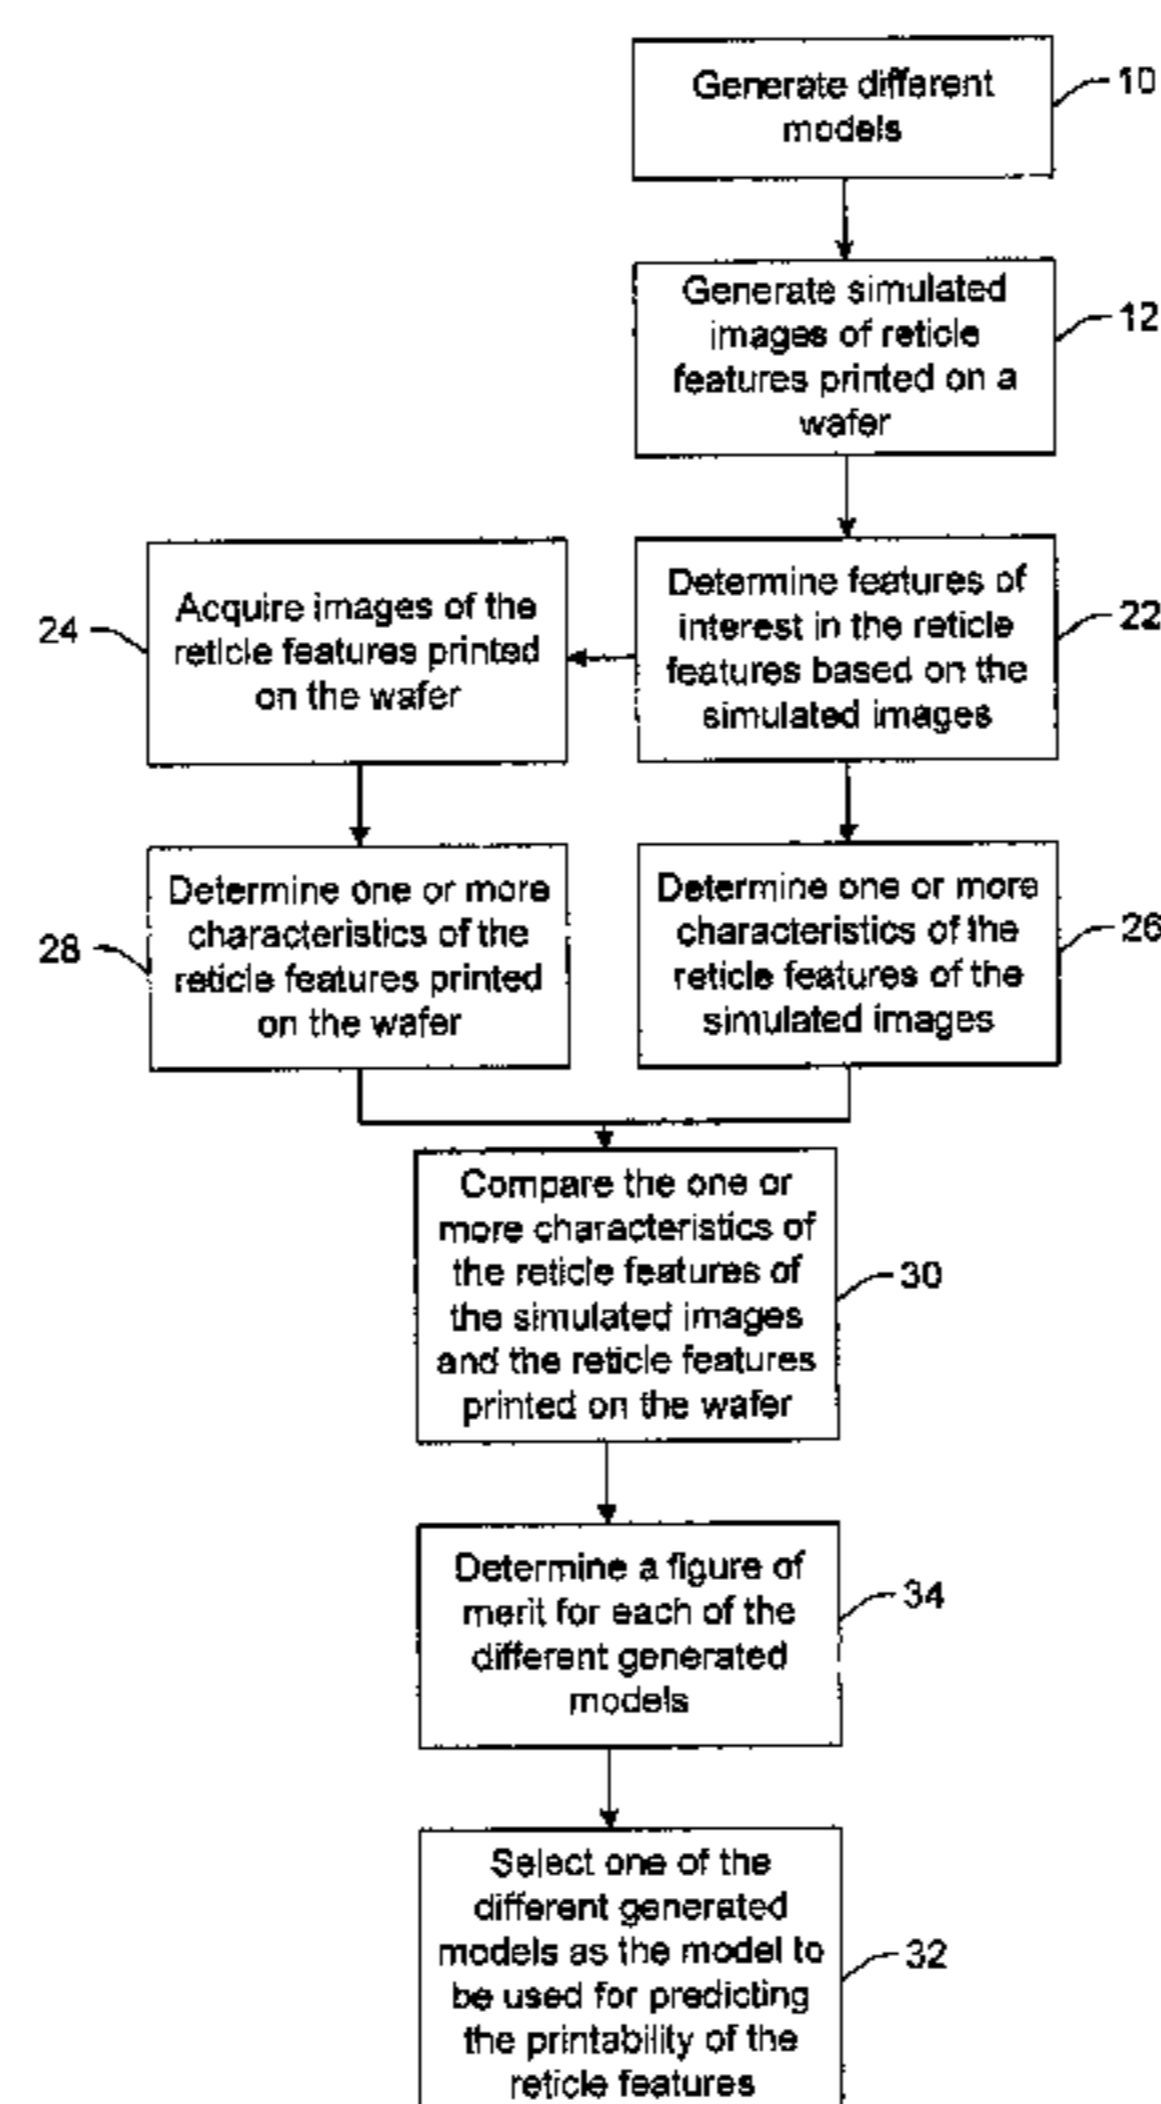 Generate different
models
10
Generate simulated
images of reticle
features printed on a
wafer
12
Determine features of
interest in the reticle
features based on the
simulated images
22
24
Acquire images of the
reticle features printed
on the wafer
28
Determine one or more
characteristics of the
reticle features printed
on the wafer
Determine one or more
characteristics of the
reticle features of the
simulated images
26
Compare the one or
more characteristics of
the reticle features of
the simulated images
and the reticle features
printed on the wafer
30
Determine a figure of
merit for each of the
different generated
models
34
Select one of the
different generated
models as the model to
be used for predicting
the printability of the
reticle features
32